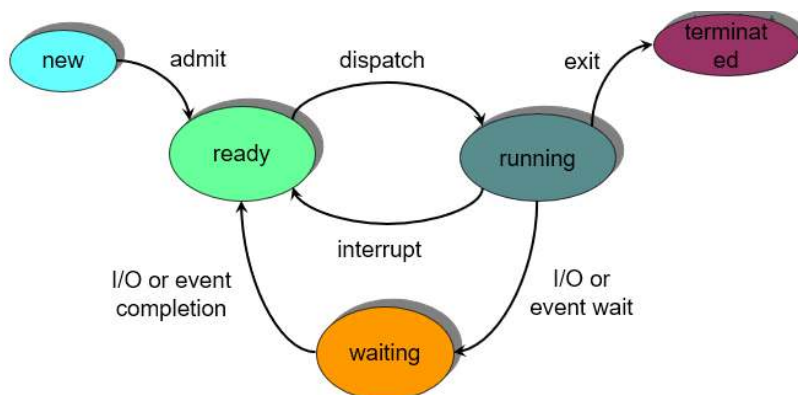 new
admit
dispatch
exit
terminat
ed
ready
running
interrupt
I/O or event
completion
I/O or
event wait
waiting